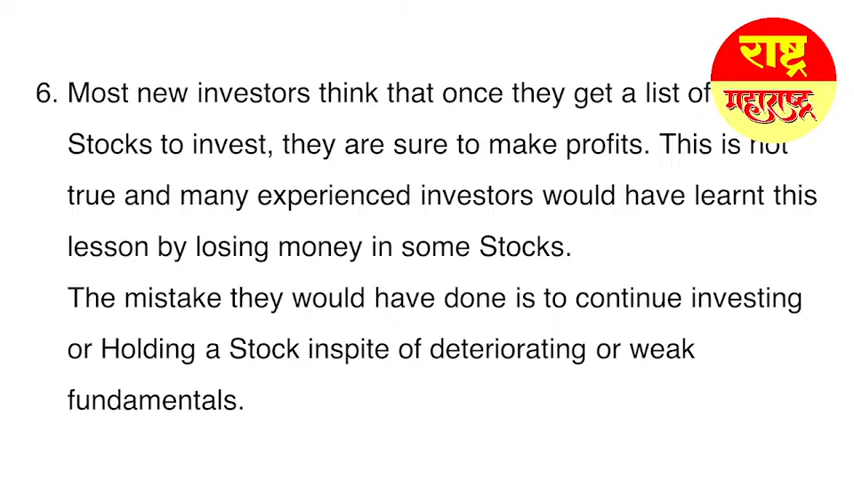 राष्ट्र
महाराष्ट्र
6. Most new investors think that once they get a list of
Stocks to invest, they are sure to make profits. This is not
true and many experienced investors would have learnt this
lesson by losing money in some Stocks.
The mistake they would have done is to continue investing
or Holding a Stock inspite of deteriorating or weak
fundamentals.